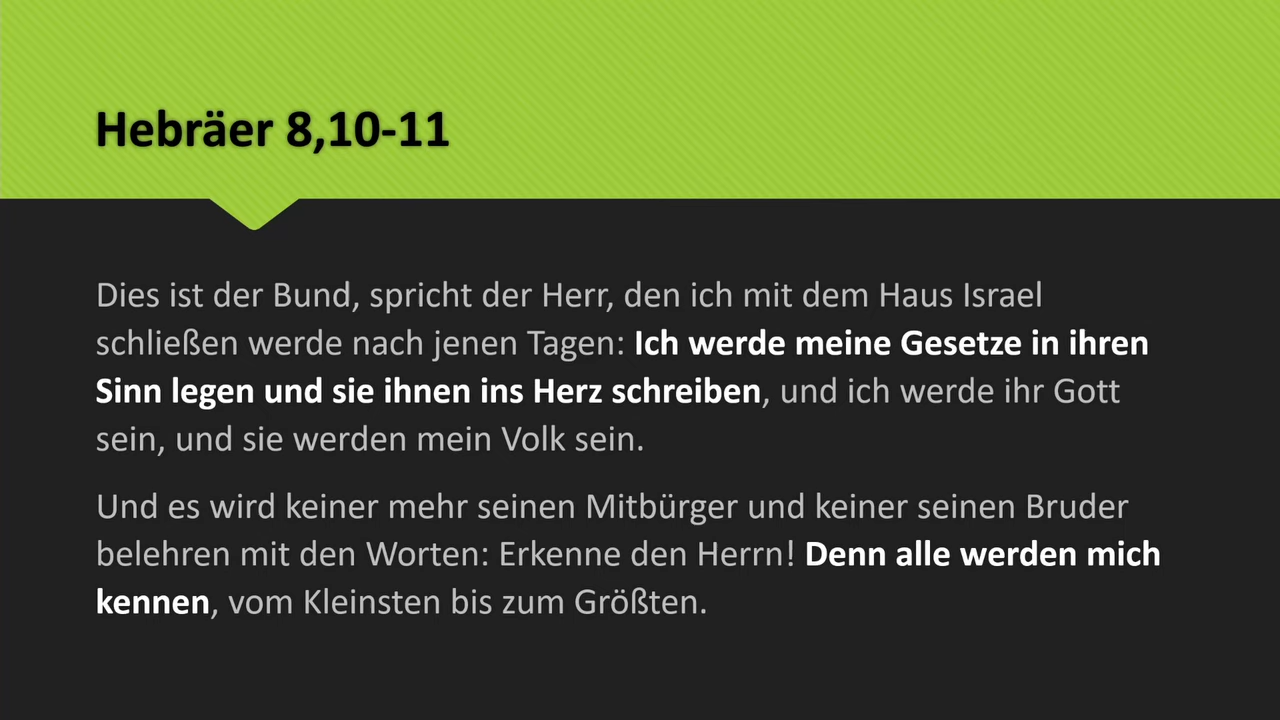 Hebräer 8,10-11
Dies ist der Bund, spricht der Herr, den ich mit dem Haus Israel
schließen werde nach jenen Tagen: Ich werde meine Gesetze in ihren
Sinn legen und sie ihnen ins Herz schreiben, und ich werde ihr Gott
sein, und sie werden mein Volk sein.
Und es wird keiner mehr seinen Mitbürger und keiner seinen Bruder
belehren mit den Worten: Erkenne den Herrn! Denn alle werden mich
kennen, vom Kleinsten bis zum Größten.